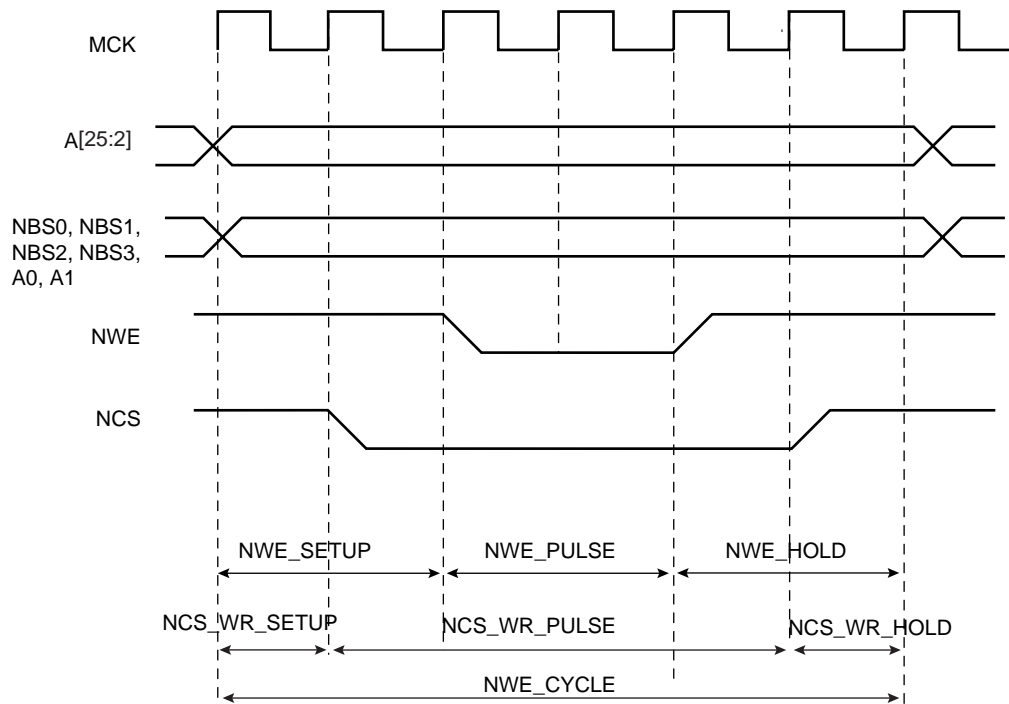 MCK
A[25:2]
NBS0, NBS1,
NBS2, NBS3,
A0, A1
NWE
NCS
NWE_SETUP
NWE_PULSE
NWE_HOLD
NCS_WR_SETUP
NCS_WR_PULSE
NCS_WR_HOLD
NWE_CYCLE